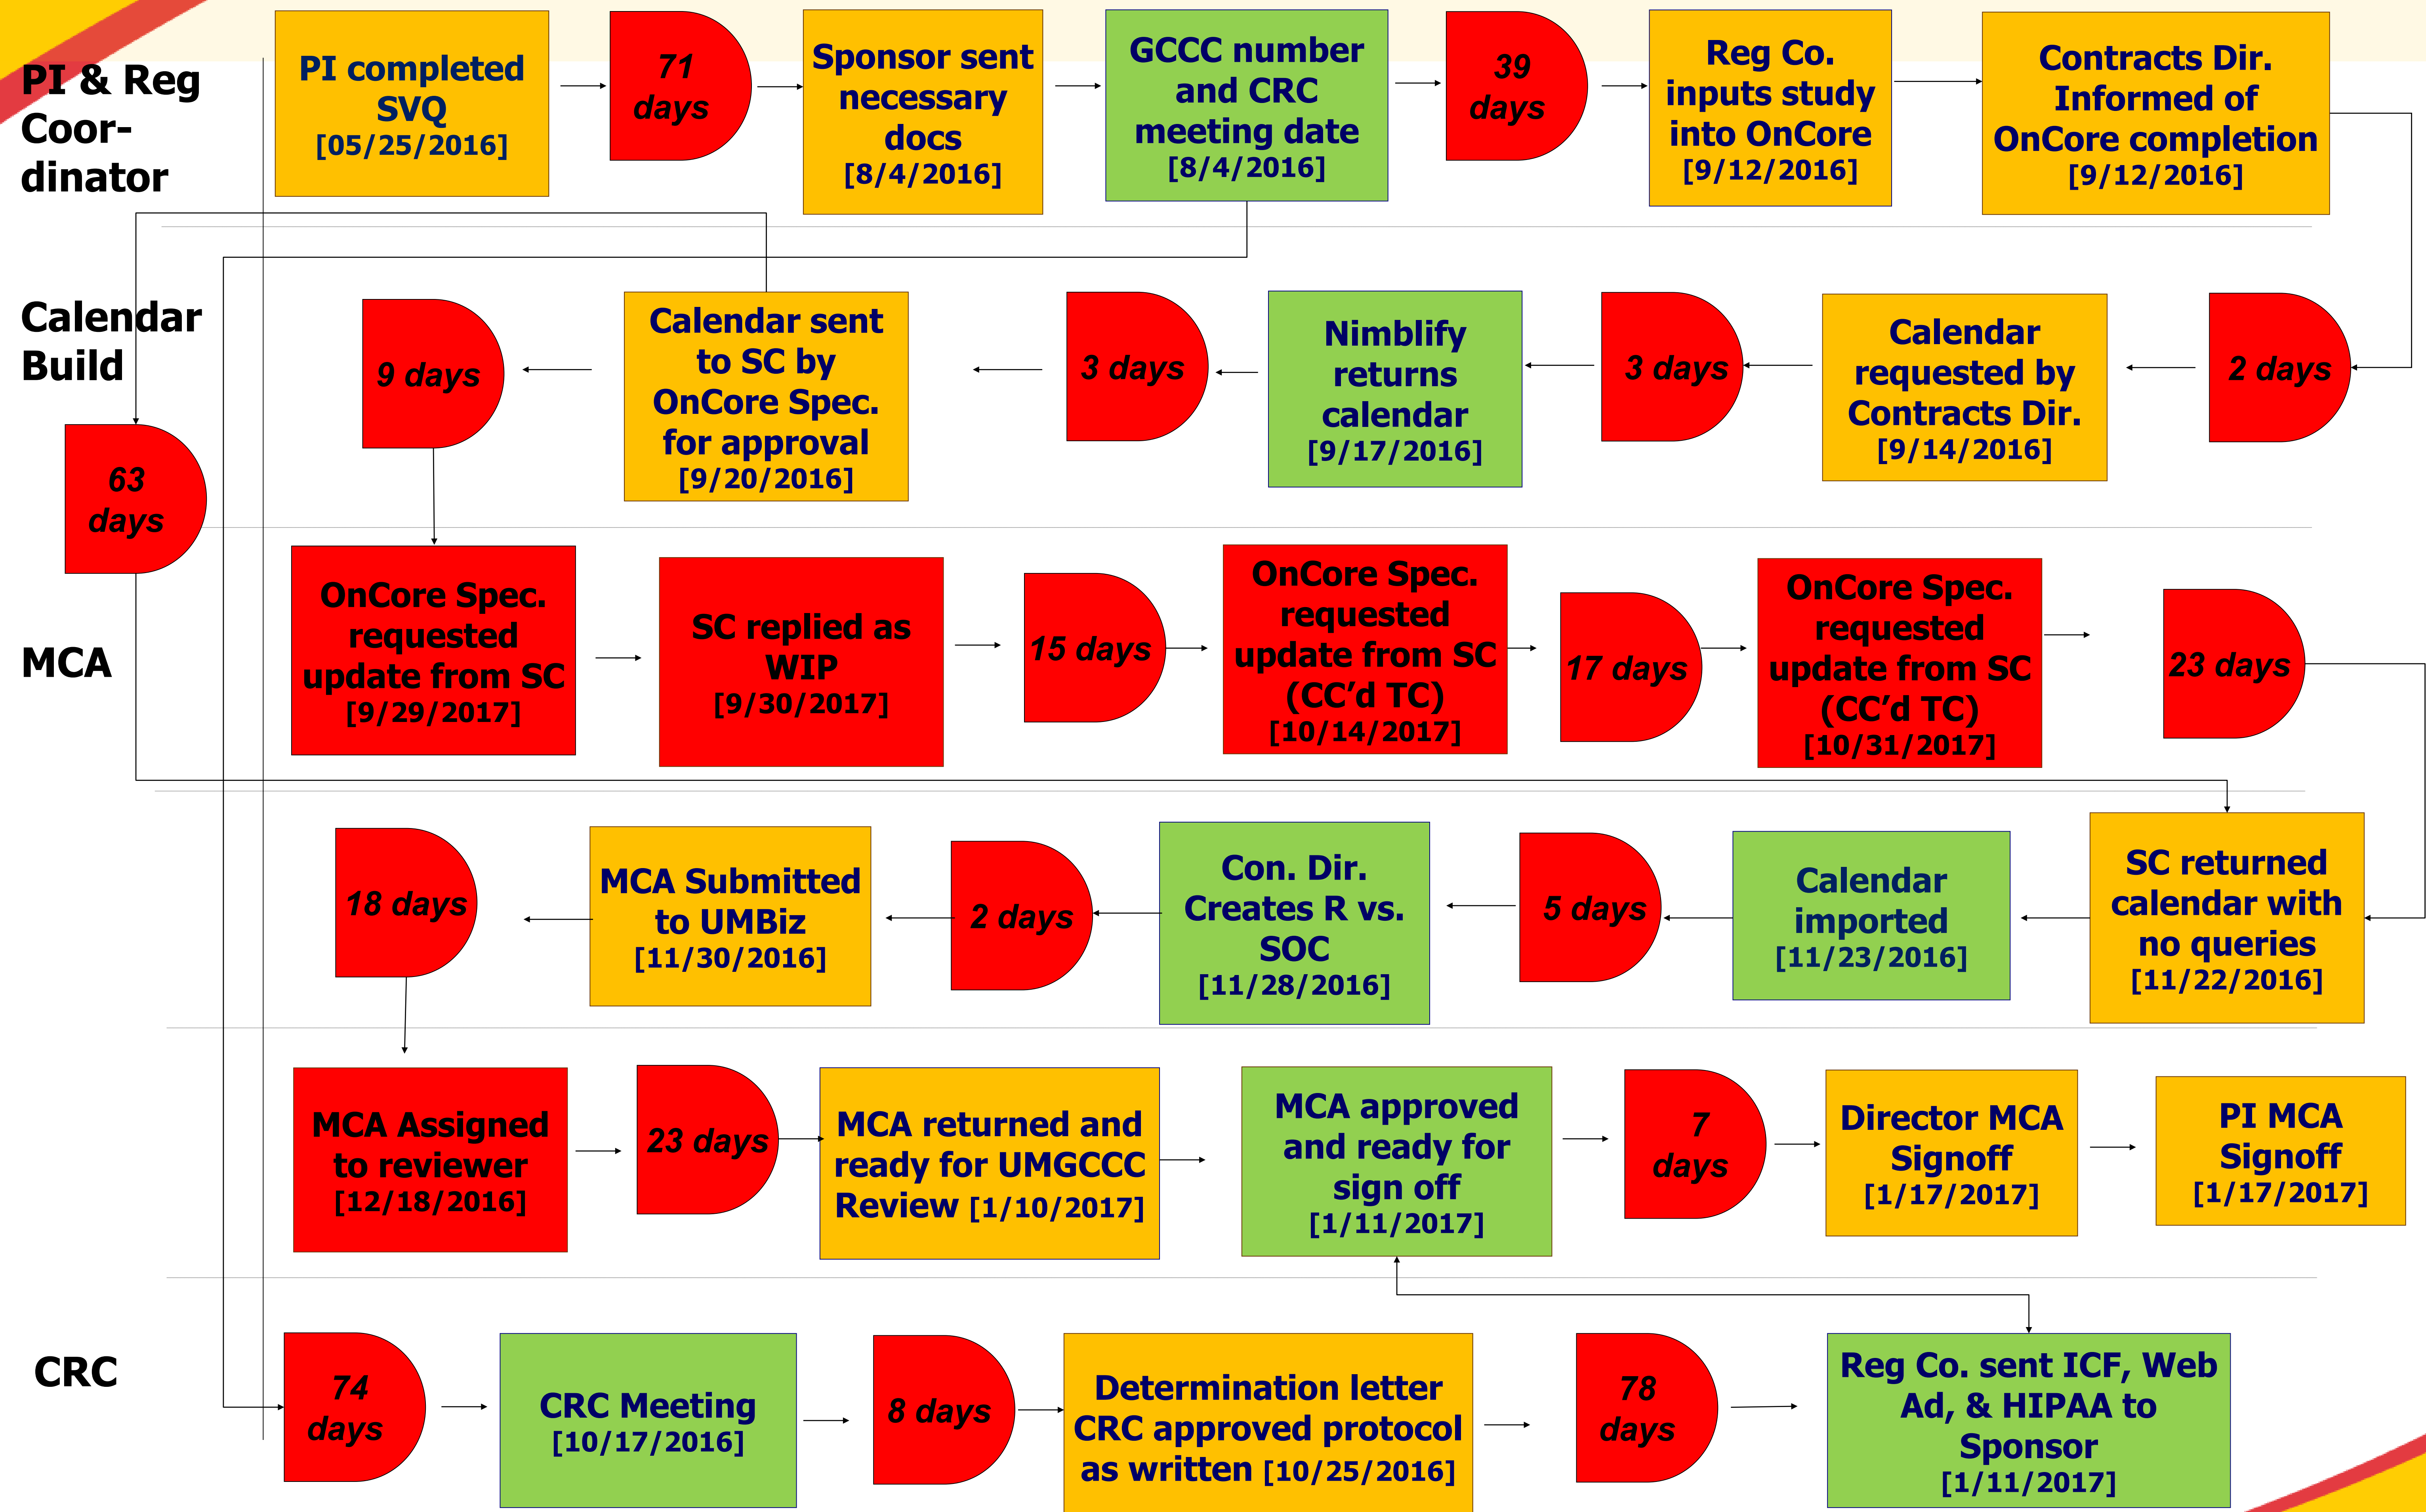 PI & Reg
Coor-
dinator
PI completed
SVQ
[05/25/2016]
71
days
Sponsor sent
necessary
docs
[8/4/2016]
GCCC number
and CRC
meeting date
[8/4/2016]
39
days
Reg Co.
inputs study
into OnCore
[9/12/2016]
Contracts Dir.
Informed of
OnCore completion
[9/12/2016]
Calendar
Build
9 days
Calendar sent
to SC by
OnCore Spec.
for approval
[9/20/2016]
3 days
Nimblify
returns
calendar
[9/17/2016]
3 days
Calendar
requested by
Contracts Dir.
[9/14/2016]
2 days
63
days
MCA
OnCore Spec.
requested
update from SC
[9/29/2017]
SC replied as
WIP
[9/30/2017]
15 days
OnCore Spec.
requested
update from SC
(CC’d TC)
[10/14/2017]
17 days
OnCore Spec.
requested
update from SC
(CC’d TC)
[10/31/2017]
23 days
18 days
MCA Submitted
to UMBiz
[11/30/2016]
2 days
Con. Dir.
Creates R vs.
SOC
[11/28/2016]
5 days
Calendar
imported
[11/23/2016]
SC returned
calendar with
no queries
[11/22/2016]
MCA Assigned
to reviewer
[12/18/2016]
23 days
MCA returned and
ready for UMGCCC
Review [1/10/2017]
MCA approved
and ready for
sign off
[1/11/2017]
7
days
Director MCA
Signoff
[1/17/2017]
PI MCA
Signoff
[1/17/2017]
CRC
74
days
CRC Meeting
[10/17/2016]
8 days
Determination letter
CRC approved protocol
as written [10/25/2016]
78
days
Reg Co. sent ICF, Web
Ad, & HIPAA to
Sponsor
[1/11/2017]